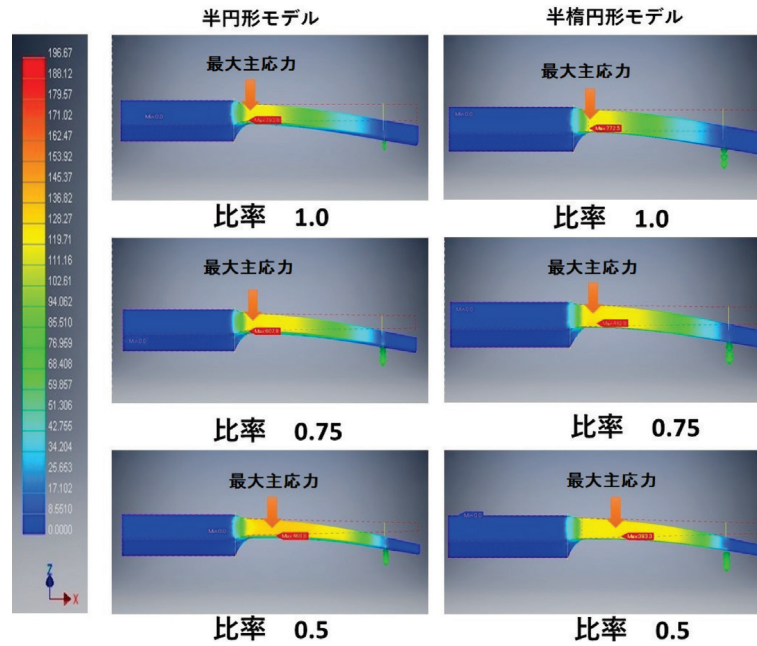 半円形モデル
半楕円形モデル
196.67
188.12
179.57
171.02
162.47
153.92
145.37
136.82
128.27
119.71
111.16
102.61
94.062
85.510
76.959
68.408
59.857
51.306
42.755
34.204
25.653
17.102
8.5510
0.0000
Z
X
最大主応力
最大主応力
比率 1.0
比率 1.0
最大主応力
最大主応力
比率 0.75
比率 0.75
最大主応力
最大主応力
比率 0.5
比率 0.5